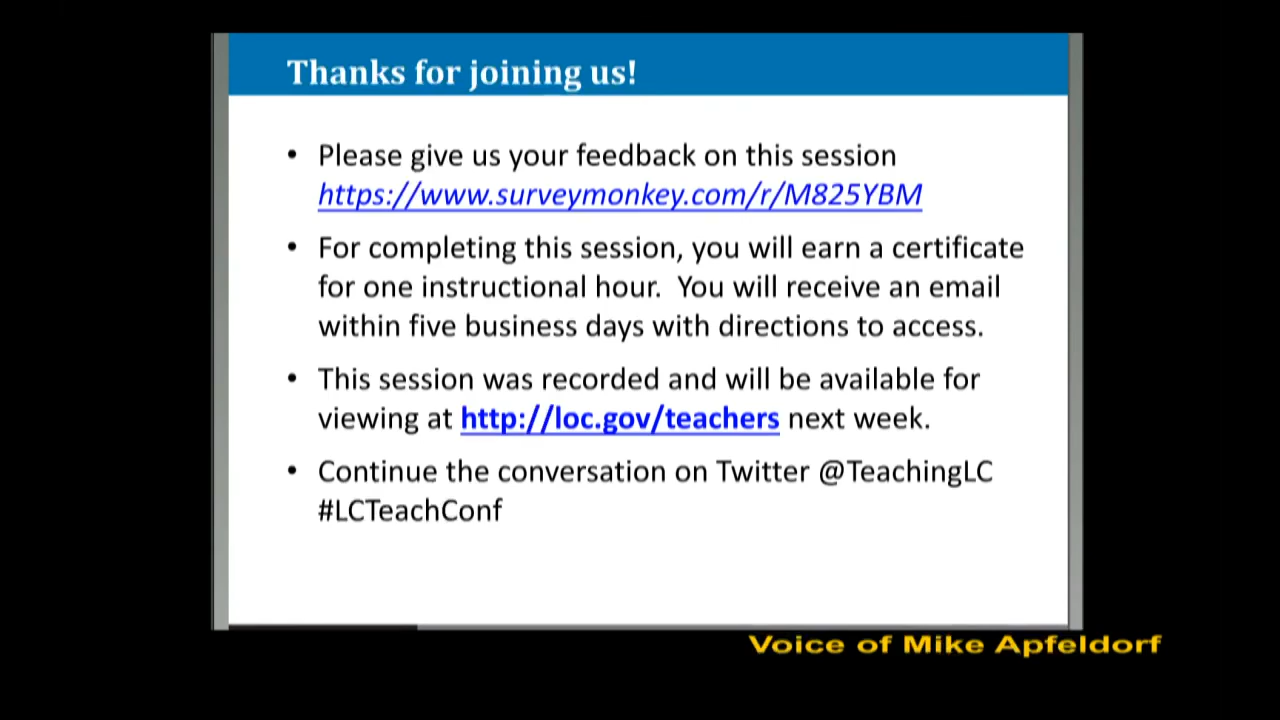 Thanks for joining us!
• Please give us your feedback on this session
https://www.surveymonkey.com/r/M825YBM
• For completing this session, you will earn a certificate
for one instructional hour.  You will receive an email
within five business days with directions to access.
• This session was recorded and will be available for
viewing at http://loc.gov/teachers next week.
• Continue the conversation on Twitter @TeachingLC
#LCTeachConf
Voice of Mike Apfeldorf